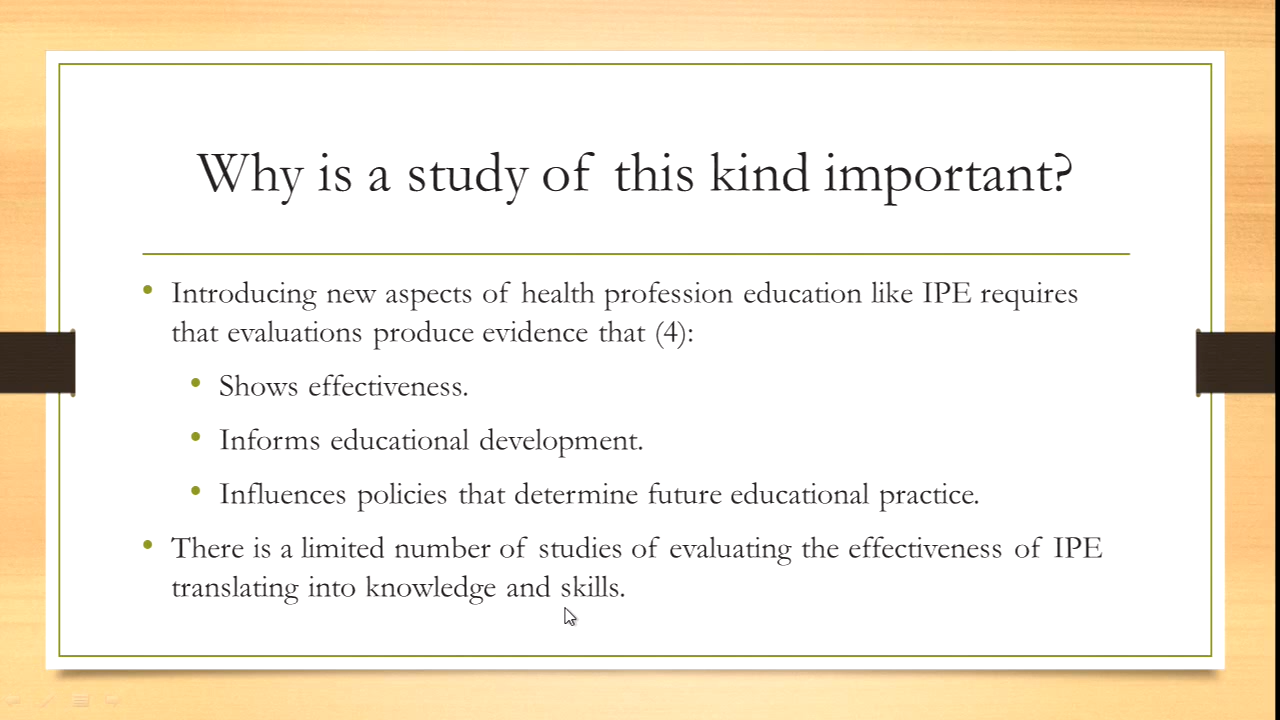 Why is a study of this kind important?
• Introducing new aspects of health profession education like IPE requires
that evaluations produce evidence that (4):
• Shows effectiveness.
• Informs educational development.
• Influences policies that determine future educational practice.
• There is a limited number of studies of evaluating the effectiveness of IPE
translating into knowledge and skills.